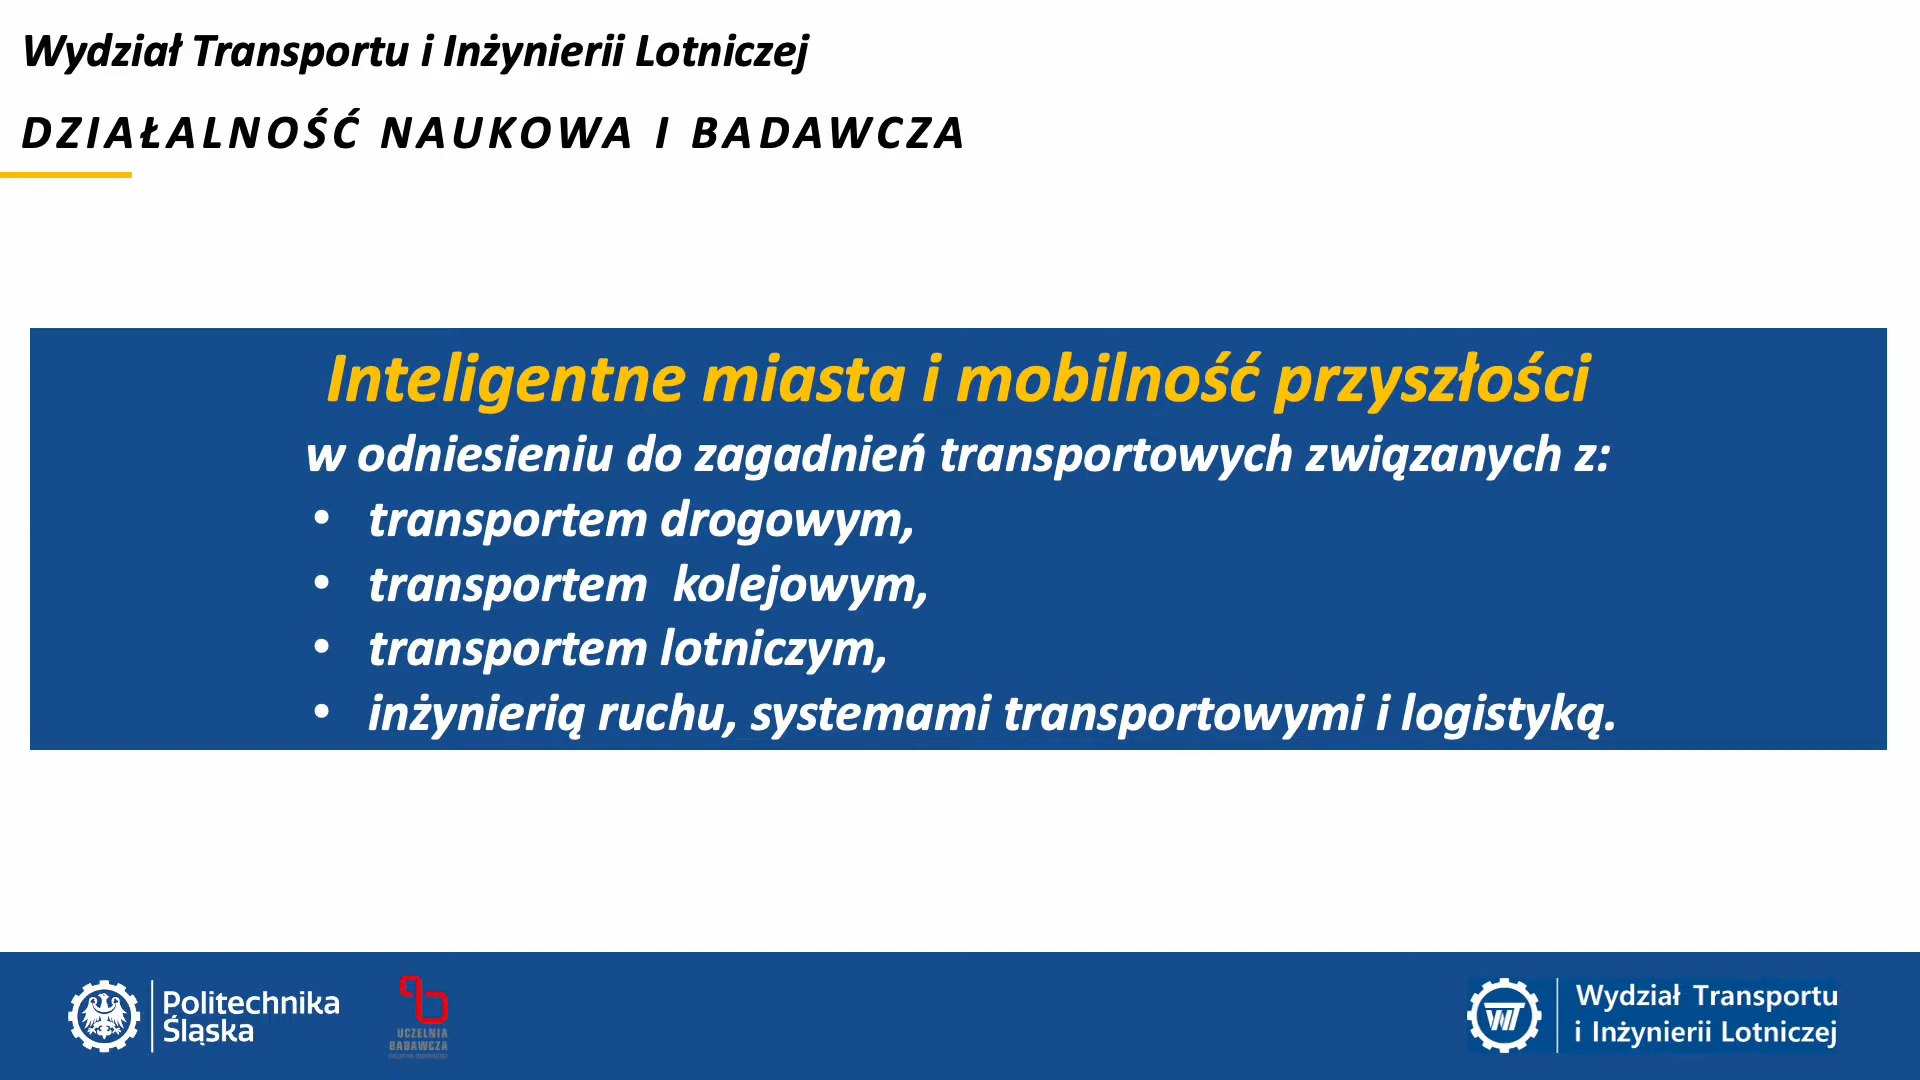 Wydział Transportu i Inżynierii Lotniczej
DZIAŁALNOŚĆ NAUKOWA I BADAWCZA
Inteligentne miasta i mobilność przyszłości
w odniesieniu do zagadnień transportowych związanych z:
• transportem drogowym,
• transportem kolejowym,
• transportem lotniczym,
• inżynierią ruchu, systemami transportowymi i logistyką.
Politechnika
Śląska
UCZELNIA
BADAWCZA
WT
Wydział Transportu
i Inżynierii Lotniczej